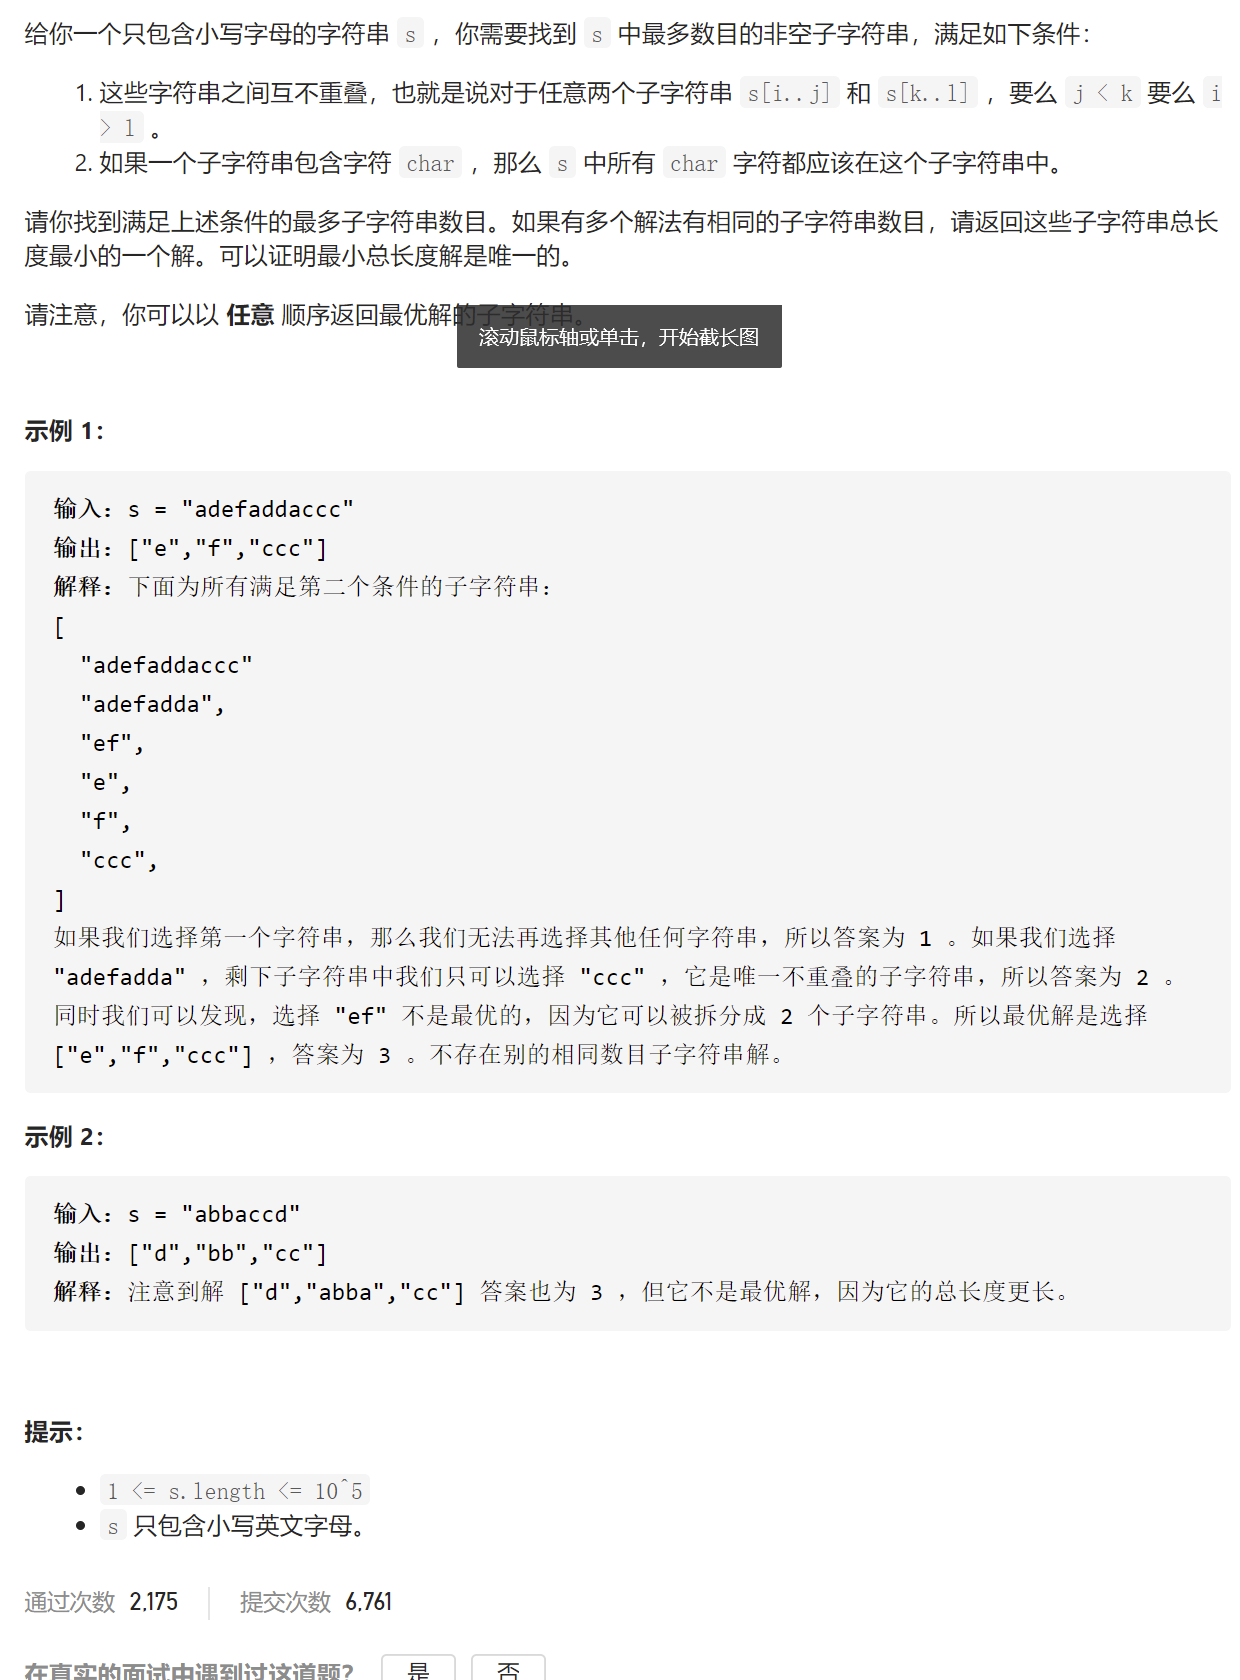 给你一个只包含小写字母的字符串 s ，你需要找到 s 中最多数目的非空子字符串，满足如下条件：
1. 这些字符串之间互不重叠，也就是说对于任意两个子字符串 s[i..j] 和 s[k..l] ，要么 j < k 要么 i
> l 。
2. 如果一个子字符串包含字符 char ，那么 s 中所有 char 字符都应该在这个子字符串中。
请你找到满足上述条件的最多子字符串数目。如果有多个解法有相同的子字符串数目，请返回这些子字符串总长
度最小的一个解。可以证明最小总长度解是唯一的。
请注意，你可以以 任意 顺序返回最优解的子字符串。
滚动鼠标轴或单击，开始截长图
示例 1：
输入：s = "adefaddaccc"
输出：["e","f","ccc"]
解释：下面为所有满足第二个条件的子字符串：
[
"adefaddaccc"
"adefadda",
"ef",
"e",
"f",
"ccc",
]
如果我们选择第一个字符串，那么我们无法再选择其他任何字符串，所以答案为 1 。如果我们选择
"adefadda" ，剩下子字符串中我们只可以选择 "ccc" ，它是唯一不重叠的子字符串，所以答案为 2 。
同时我们可以发现，选择 "ef" 不是最优的，因为它可以被拆分成 2 个子字符串。所以最优解是选择
["e","f","ccc"] ，答案为 3 。不存在别的相同数目子字符串解。
示例 2：
输入：s = "abbaccd"
输出：["d","bb","cc"]
解释：注意到解 ["d","abba","cc"] 答案也为 3 ，但它不是最优解，因为它的总长度更长。
提示：
1 <= s.length <= 10^5
s 只包含小写英文字母。
通过次数 2,175 提交次数 6,761
在真实的面试中遇到过这道题？ 是 否